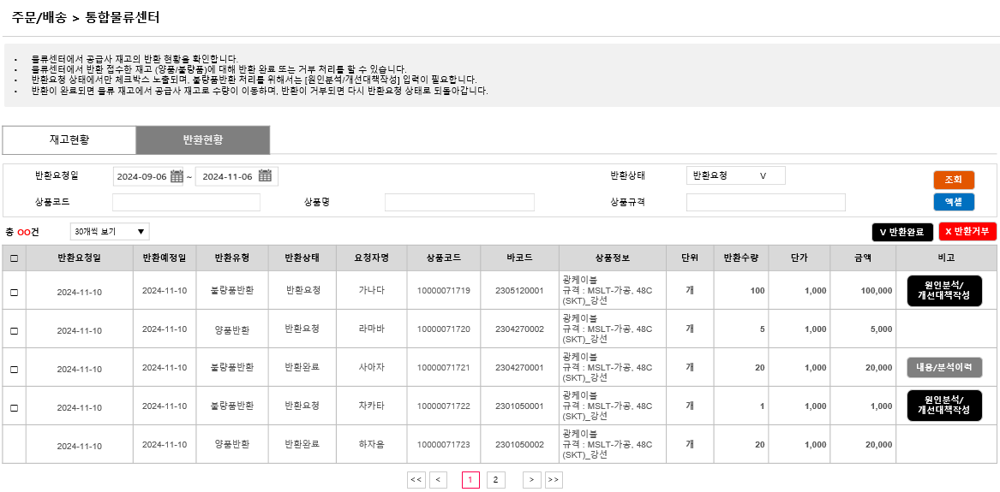 주문/배송 > 통합물류센터
• 물류센터에서 공급사 재고의 반환 현황을 확인합니다.
• 물류센터에서 반환 접수한 재고 (양품/불량품)에 대해 반환 완료 또는 거부 처리를 할 수 있습니다.
• 반환요청 상태에서만 체크박스 노출되며, 불량품반환 처리를 위해서는 [원인분석/개선대책작성] 입력이 필요합니다.
• 반환이 완료되면 물류 재고에서 공급사 재고로 수량이 이동하며, 반환이 거부되면 다시 반환요청 상태로 되돌아갑니다.
재고현황 반환현황
반환요청일 2024-09-06 ~ 2024-11-06 반환상태 반환요청 V 조회
상품코드 상품명 상품규격 엑셀
총 OO건 30개씩 보기 ▼ V 반환완료 X 반환거부
□ 반환요청일 반환예정일 반환유형 반환상태 요청자명 상품코드 바코드 상품정보 단위 반환수량 단가 금액 비고
광케이블 원인분석/
□ 2024-11-10 2024-11-10 불량품반환 반환요청 가나다 10000071719 2305120001 규격 : MSLT-가공, 48C 개 100 1,000 100,000 개선대책작성
(SKT)_강선
광케이블
□ 2024-11-10 2024-11-10 양품반환 반환요청 라마바 10000071720 2304270002 규격 : MSLT-가공, 48C 개 5 1,000 5,000
(SKT)_강선
광케이블
□ 2024-11-10 2024-11-10 불량품반환 반환완료 사아자 10000071721 2304270001 규격 : MSLT-가공, 48C 개 20 1,000 20,000 내용/분석이력
(SKT)_강선
광케이블 원인분석/
□ 2024-11-10 2024-11-10 불량품반환 반환요청 차카타 10000071722 2301050001 규격 : MSLT-가공, 48C 개 1 1,000 1,000 개선대책작성
(SKT)_강선
광케이블
2024-11-10 2024-11-10 양품반환 반환완료 하자음 10000071723 2301050002 규격 : MSLT-가공, 48C 개 20 1,000 20,000
(SKT)_강선
<< < 1 2 > >>